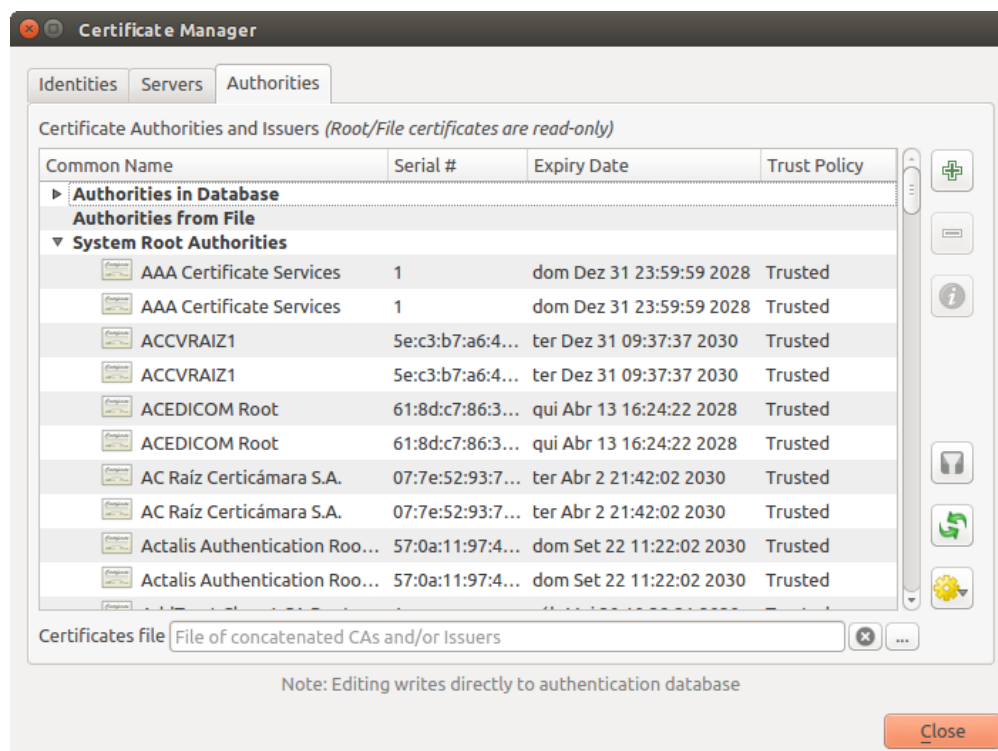 Certificate Manager
Identities Servers Authorities
Certificate Authorities and Issuers (Root/File certificates are read-only)
Common Name Serial # Expiry Date Trust Policy
Authorities in Database
Authorities from File
System Root Authorities
AAA Certificate Services 1 dom Dez 31 23:59:59 2028 Trusted
AAA Certificate Services 1 dom Dez 31 23:59:59 2028 Trusted
ACCVRAIZ1 5e:c3:b7:a6:4... ter Dez 31 09:37:37 2030 Trusted
ACCVRAIZ1 5e:c3:b7:a6:4... ter Dez 31 09:37:37 2030 Trusted
ACEDICOM Root 61:8d:c7:86:3... qui Abr 13 16:24:22 2028 Trusted
ACEDICOM Root 61:8d:c7:86:3... qui Abr 13 16:24:22 2028 Trusted
AC Raíz Certicámara S.A. 07:7e:52:93:7... ter Abr 2 21:42:02 2030 Trusted
AC Raíz Certicámara S.A. 07:7e:52:93:7... ter Abr 2 21:42:02 2030 Trusted
Actalis Authentication Roo... 57:0a:11:97:4... dom Set 22 11:22:02 2030 Trusted
Actalis Authentication Roo... 57:0a:11:97:4... dom Set 22 11:22:02 2030 Trusted
Certificates file File of concatenated CAs and/or Issuers ...
Note: Editing writes directly to authentication database
Close